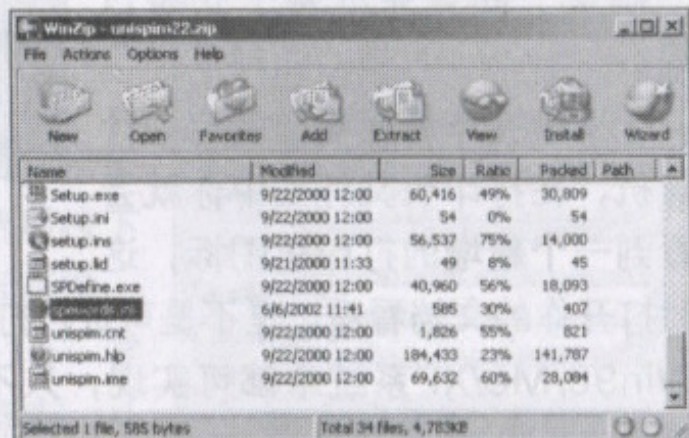 WinZip - unispim22.zip
File Actions Options Help
New Open Favorites Add Extract View Install Wizard
Name Modified Size Ratio Packed Path
Setup.exe 9/22/2000 12:00 60,416 49% 30,809
Setup.ini 9/22/2000 12:00 54 0% 54
setup.ins 9/22/2000 12:00 56,537 75% 14,000
setup.lid 9/21/2000 11:33 49 8% 45
SPDefine.exe 9/22/2000 12:00 40,960 56% 18,093
6/6/2002 11:41 585 30% 407
unispim.cnt 9/22/2000 12:00 1,826 55% 821
unispim.hlp 9/22/2000 12:00 184,433 23% 141,787
unispim.ime 9/22/2000 12:00 69,632 60% 28,084
Selected 1 file, 585 bytes Total 34 files, 4,783KB